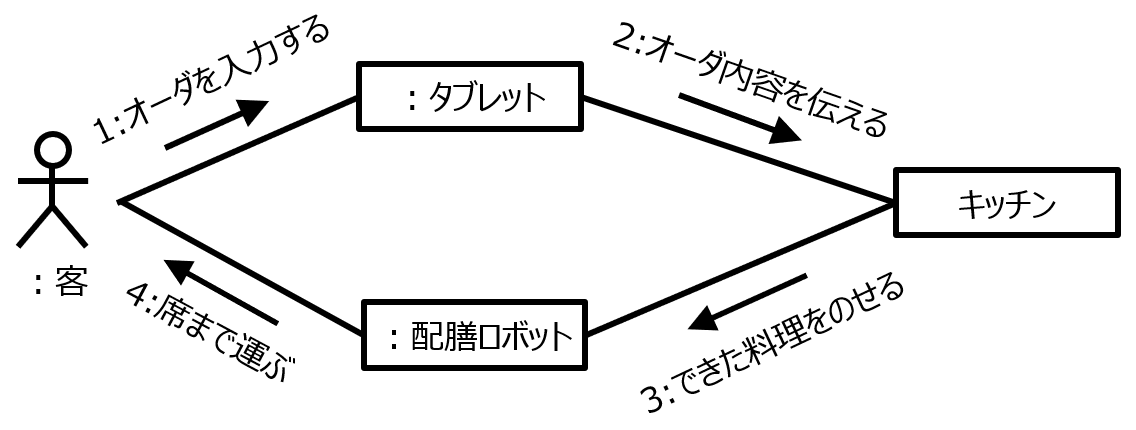 1:オーダを入力する
2:オーダ内容を伝える
: タブレット
キッチン
: 客
: 配膳ロボット
4:席まで運ぶ
3:できた料理をのせる